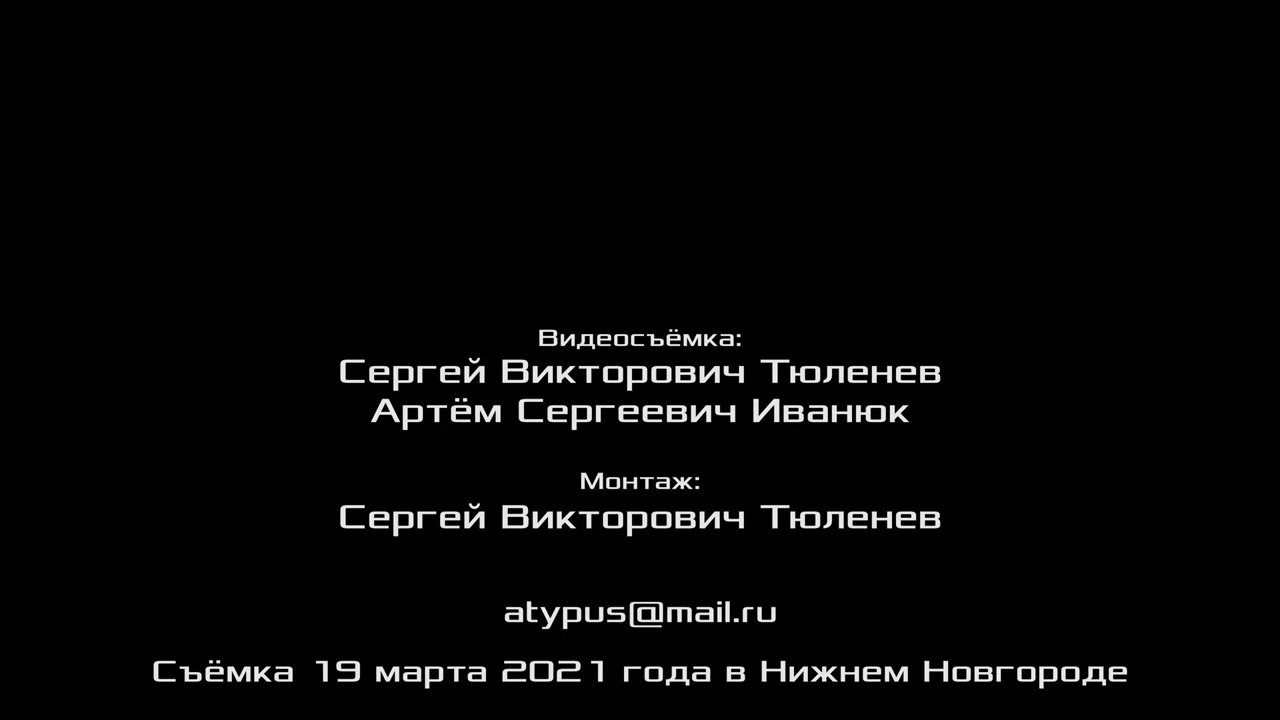 Видеосъёмка:
Сергей Викторович Тюленев
Артём Сергеевич Иванюк
Монтаж:
Сергей Викторович Тюленев
atypus@mail.ru
Съёмка 19 марта 2021 года в Нижнем Новгороде